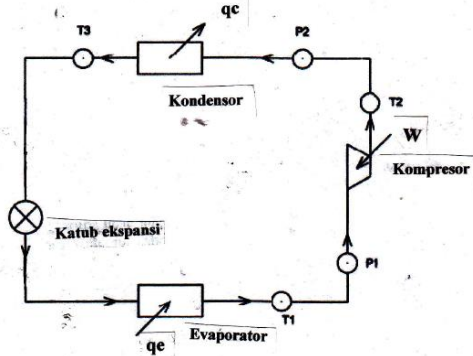 qc
T3
P2
Kondensor
T2
W
Kompresor
Katub ekspansi
P1
Evaporator
T1
qe